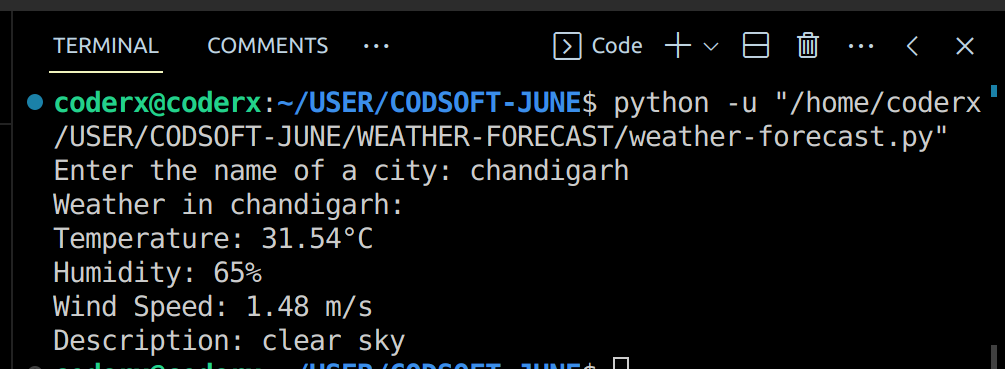 TERMINAL COMMENTS ··· Code ···
coderx@coderx:~/USER/CODSOFT-JUNE$ python -u "/home/coderx
/USER/CODSOFT-JUNE/WEATHER-FORECAST/weather-forecast.py"
Enter the name of a city: chandigarh
Weather in chandigarh:
Temperature: 31.54°C
Humidity: 65%
Wind Speed: 1.48 m/s
Description: clear sky
coderx@coderx:~/USER/CODSOFT-JUNE$